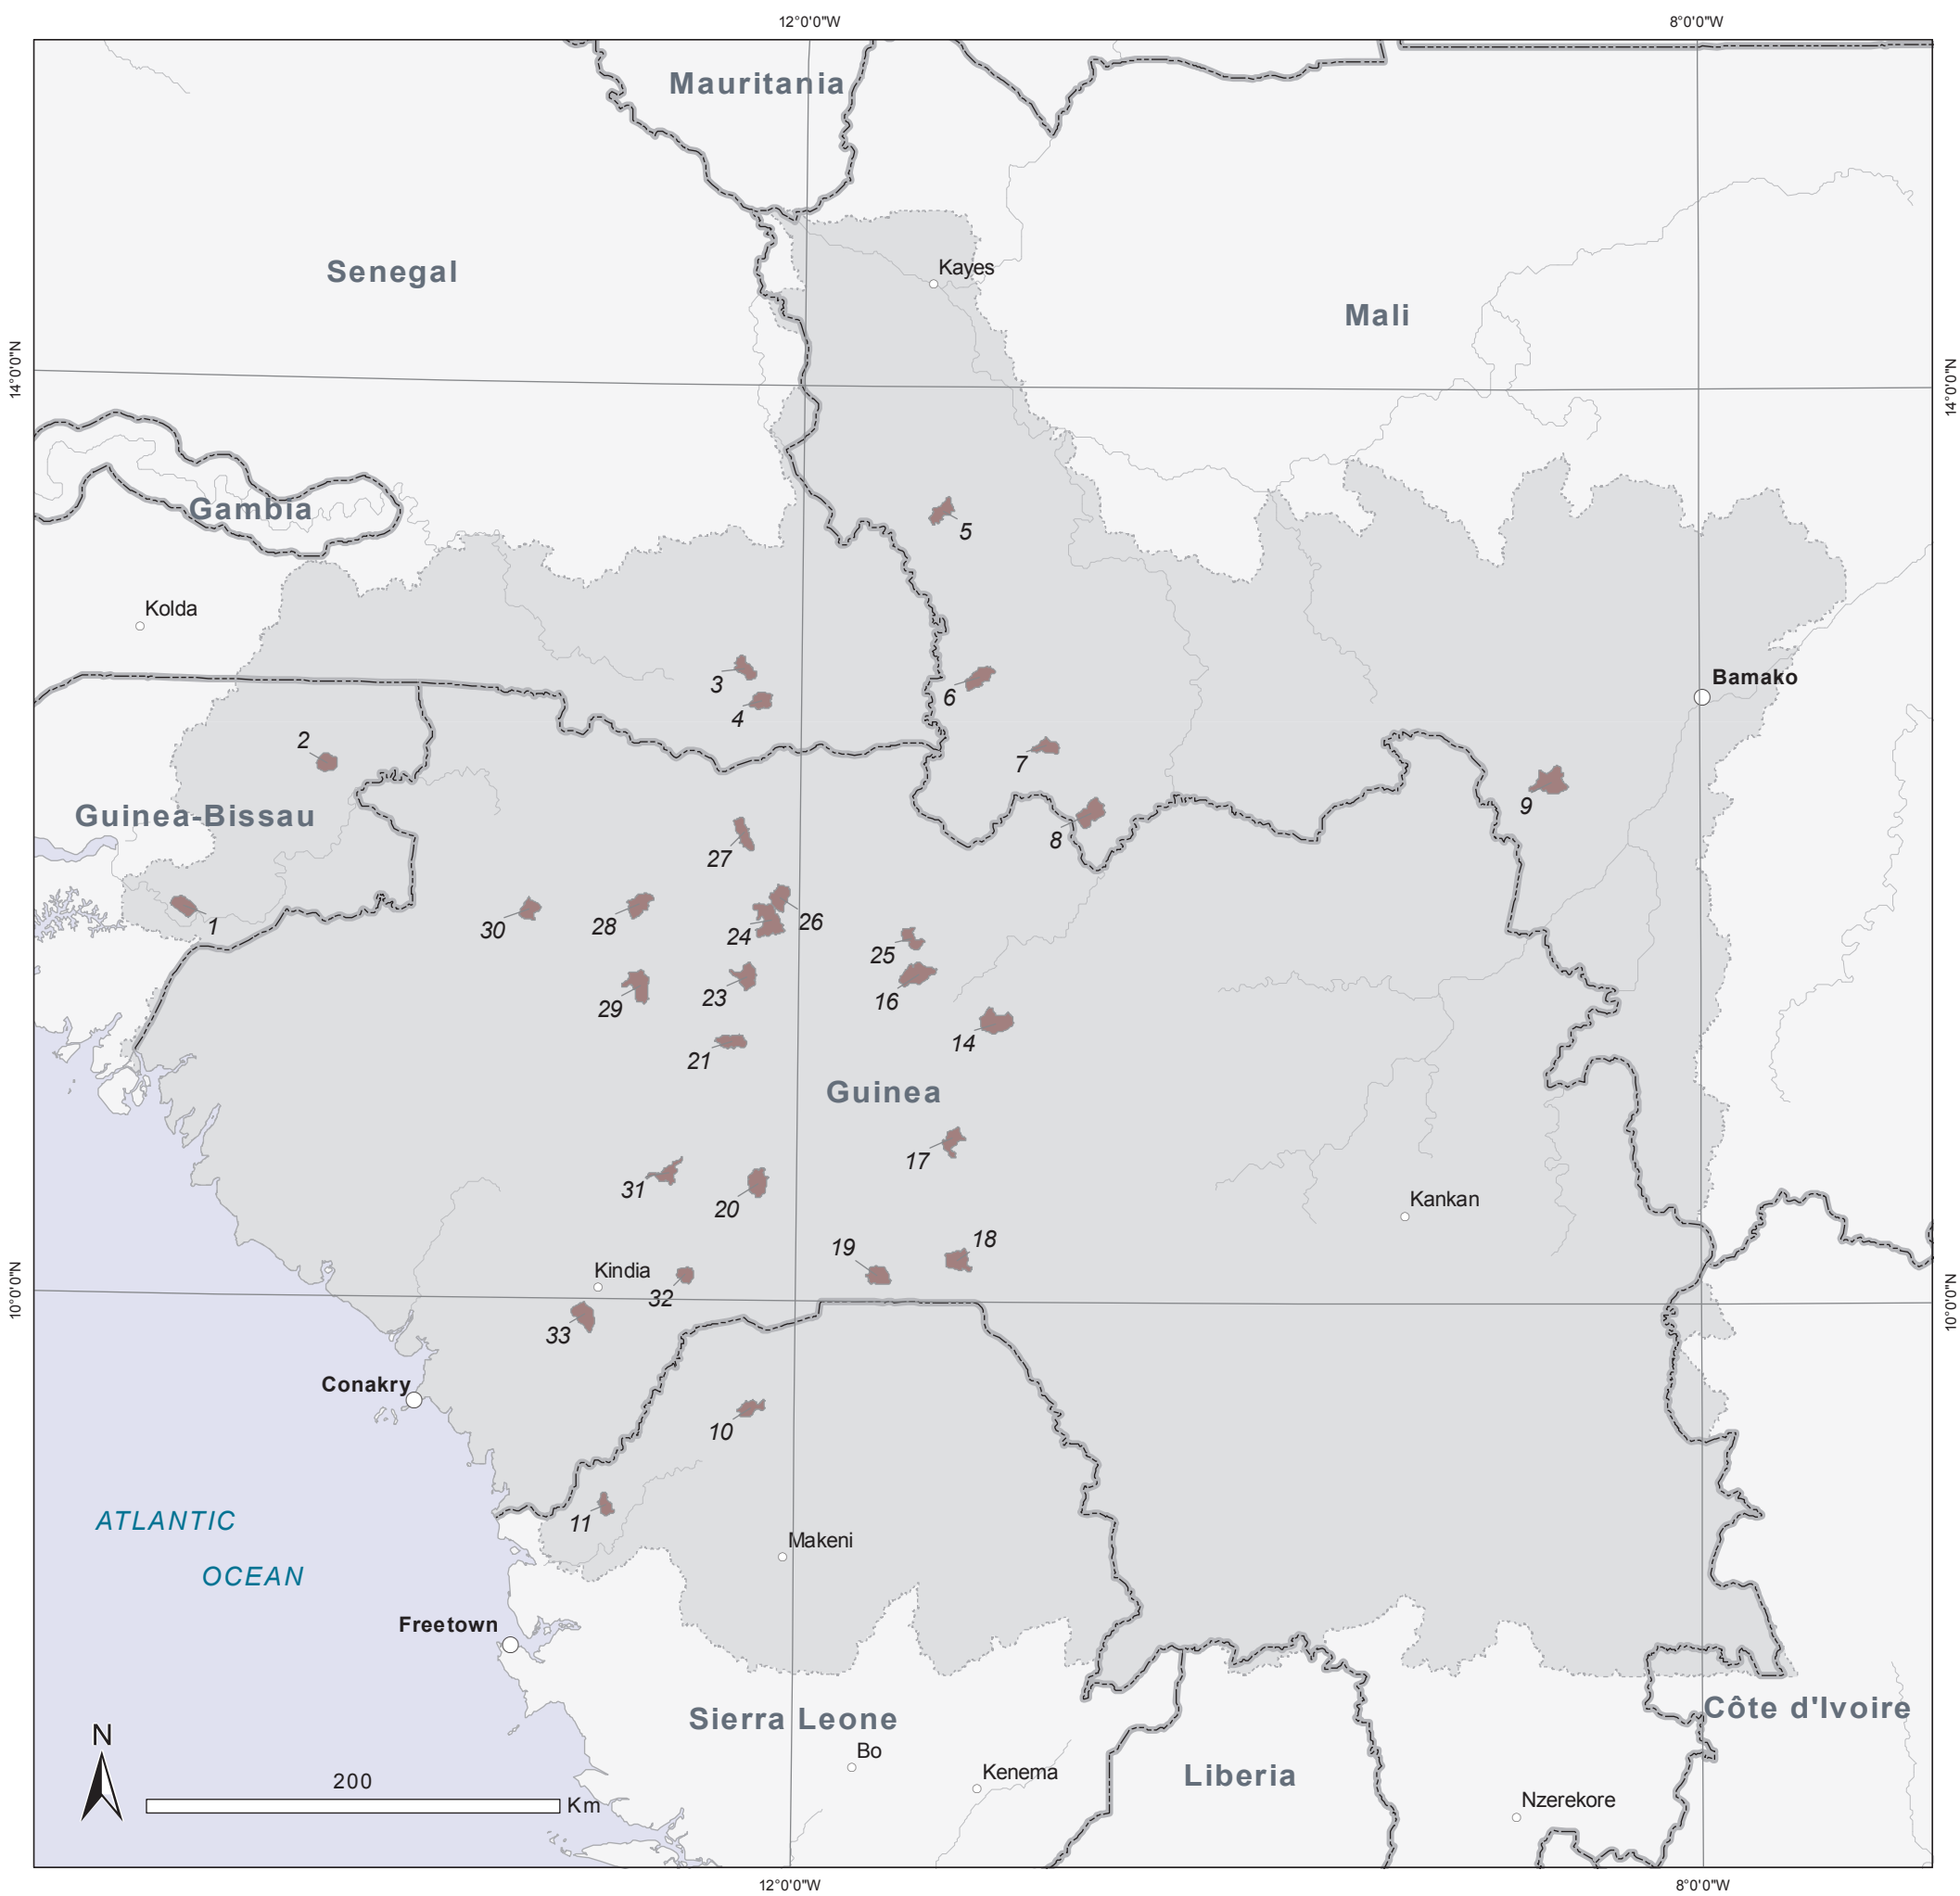 12°0'0"W
8°0'0"W
Mauritania
Senegal
Kayes
Mali
14°0'0"N
14°0'0"N
Gambia
5
Kolda
3
6
Bamako
4
2
7
9
Guinea-Bissau
8
27
1
30
28
24
26
25
29
23
16
14
21
Guinea
17
31
20
Kankan
19
18
Kindia
32
10°0'0"N
10°0'0"N
33
Conakry
10
ATLANTIC
11
Makeni
OCEAN
Freetown
Sierra Leone
Côte d'Ivoire
N
Bo
Kenema
Liberia
200
Km
Nzerekore
12°0'0"W
8°0'0"W